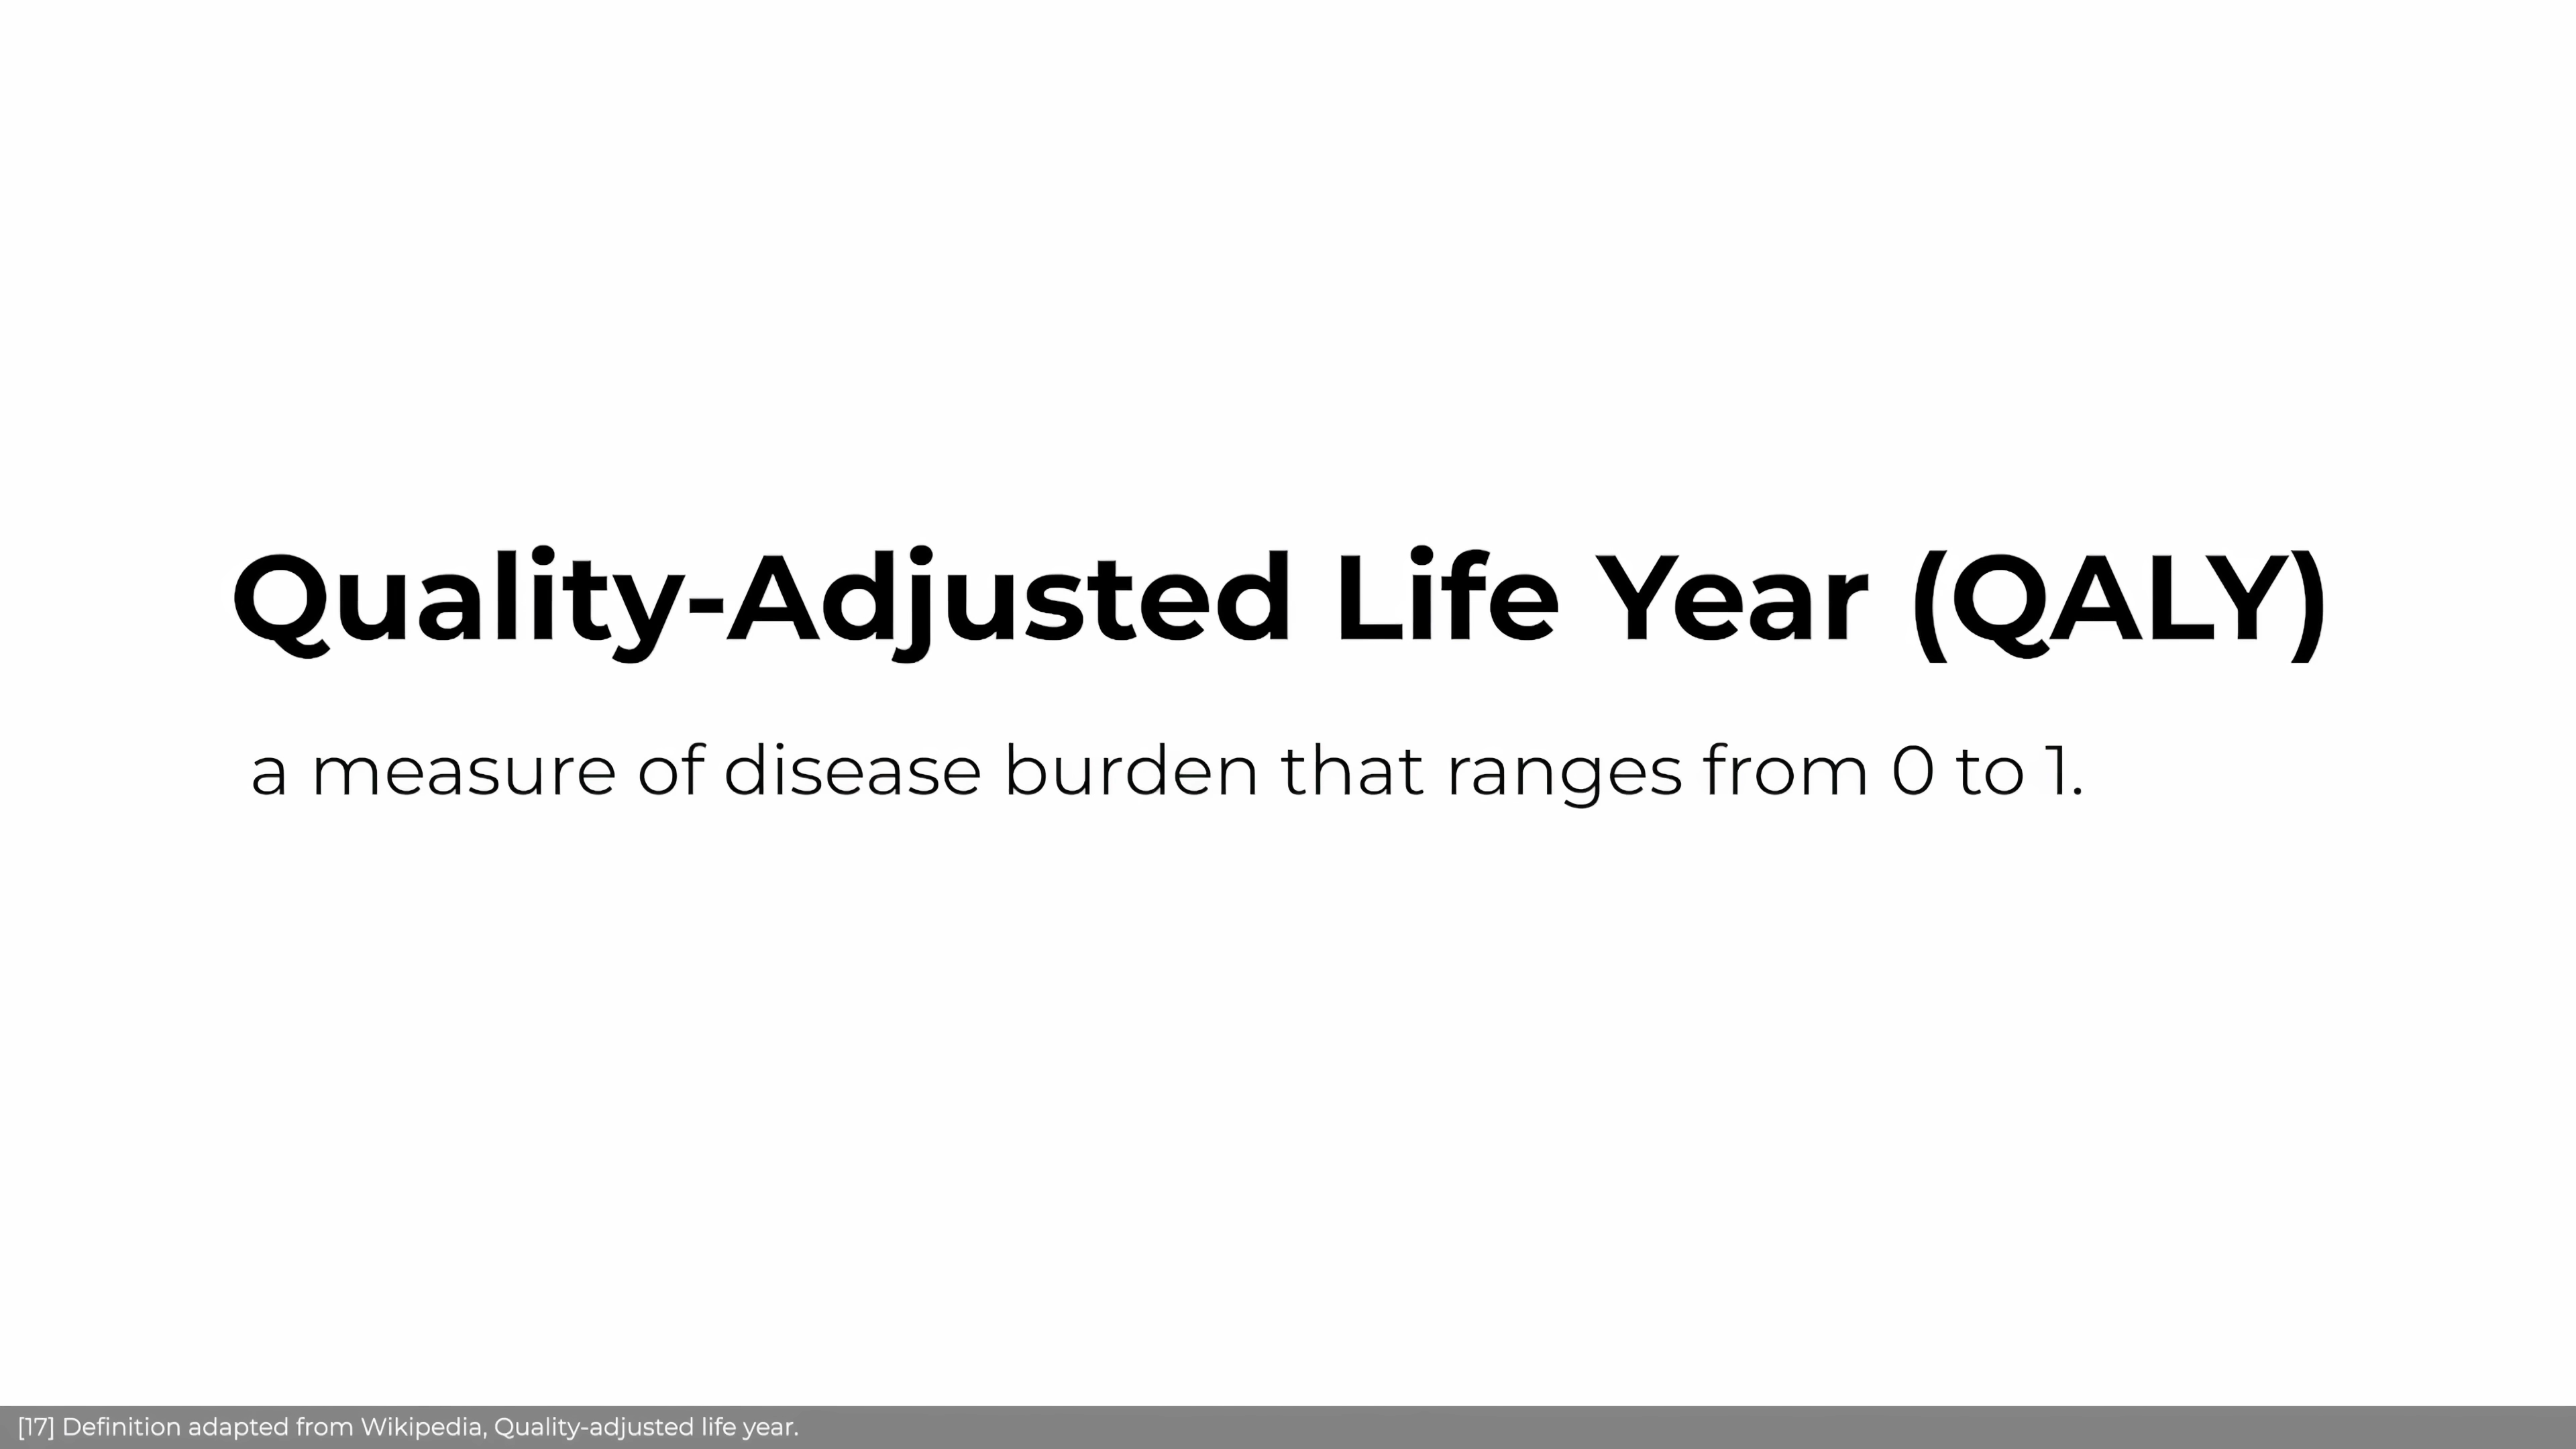 Quality-Adjusted Life Year (QALY)
a measure of disease burden that ranges from 0 to 1.
[17] Definition adapted from Wikipedia, Quality-adjusted life year.